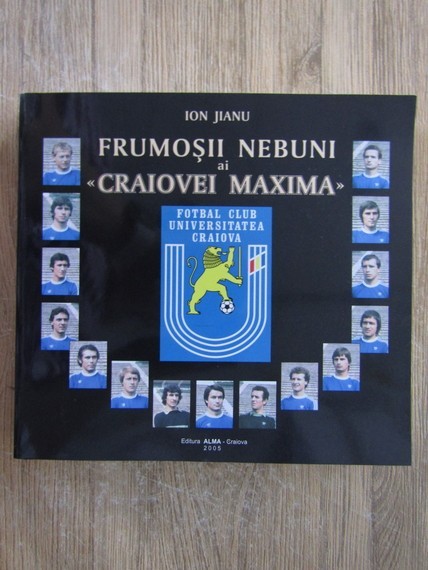 ION JIANU
FRUMOŞII NEBUNI
ai
«CRAIOVEI MAXIMA»
FOTBAL CLUB
UNIVERSITATEA
CRAIOVA
Editura ALMA - Craiova
2005